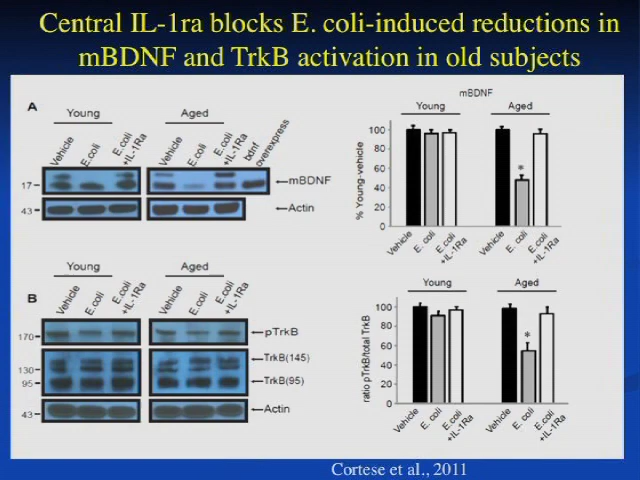 Central IL-1ra blocks E. coli-induced reductions in
mBDNF and TrkB activation in old subjects
A
Young
Aged
Vehicle
E.coli
E.coli
+IL-1Ra
Vehicle
E.coli
E.coli
+IL-1Ra
bdnf
overexpress
17
mBDNF
43
Actin
mBDNF
Young
Aged
% Young-vehicle
100
80
60
40
20
0
*
Vehicle
E. coli
E.coli
+IL-1Ra
Vehicle
E. coli
E.coli
+IL-1Ra
B
Young
Aged
Vehicle
E.coli
E.coli
+IL-1Ra
Vehicle
E.coli
E.coli
+IL-1Ra
170
pTrkB
TrkB(145)
130
95
TrkB(95)
43
Actin
Young
Aged
ratio pTrkB/total TrkB
100
80
60
40
20
0
*
Vehicle
E. coli
E.coli
+IL-1Ra
Vehicle
E. coli
E.coli
+IL-1Ra
Cortese et al., 2011